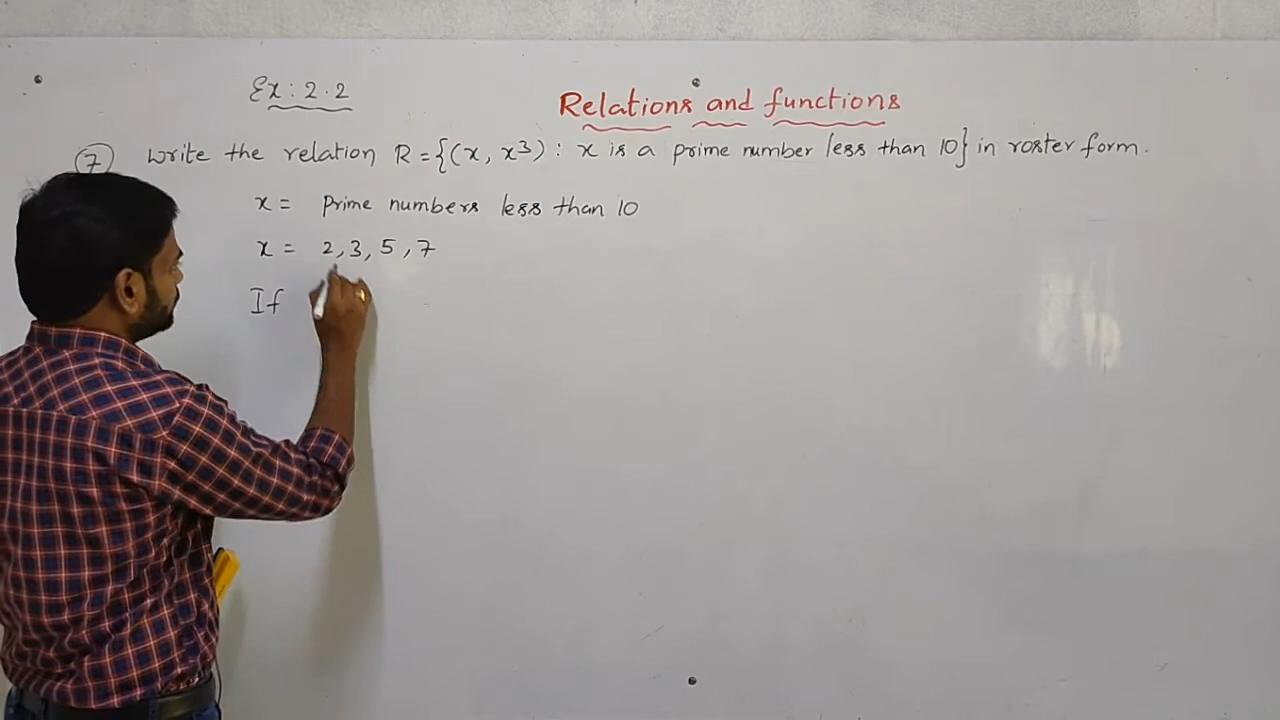 Ex: 2.2
Relations and functions
7 Write the relation R = {(x, x³) : x is a prime number less than 10} in roster form.
x = Prime numbers less than 10
x = 2, 3, 5, 7
If